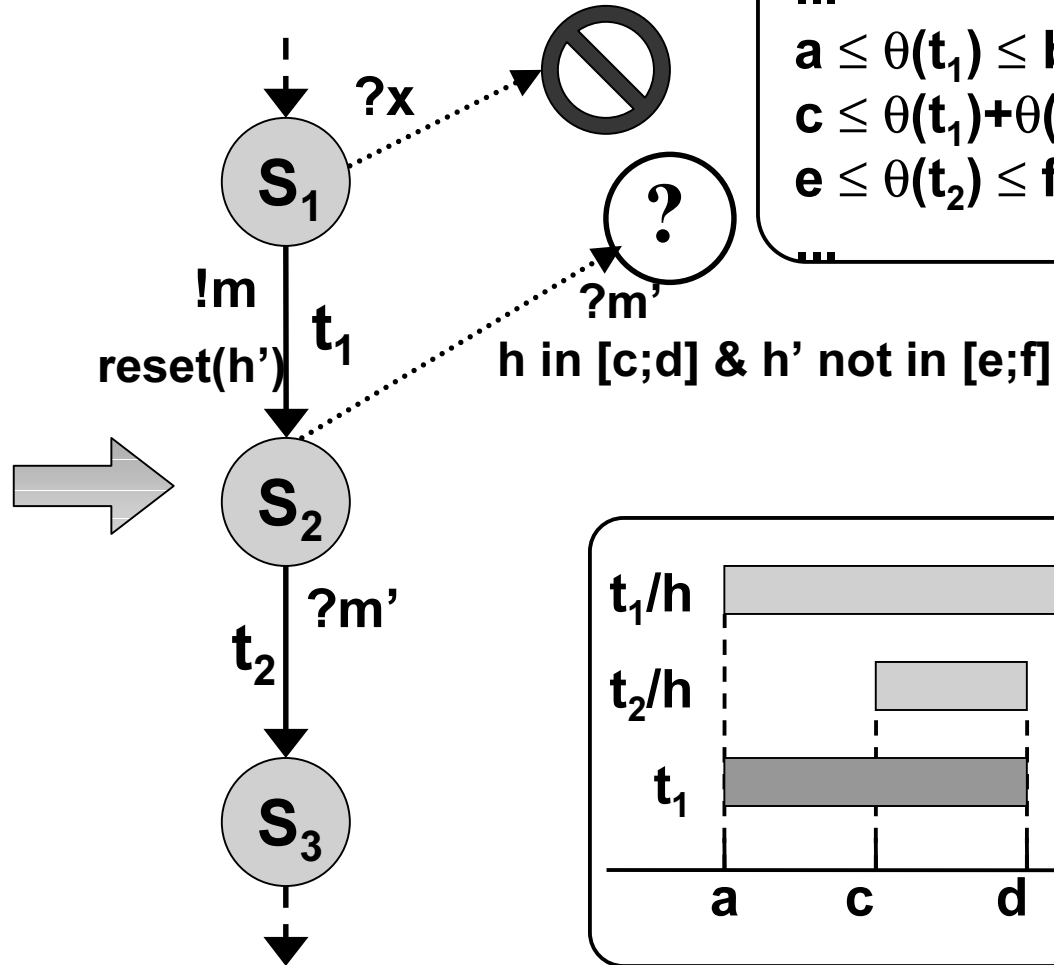 ...
a ≤ θ(t₁) ≤ b
c ≤ θ(t₁)+θ(
e ≤ θ(t₂) ≤ f
...
?x
S₁
?
!m
t₁
reset(h’)
?m’
h in [c;d] & h’ not in [e;f]
S₂
?m’
t₂
S₃
t₁/h
t₂/h
t₁
a c d